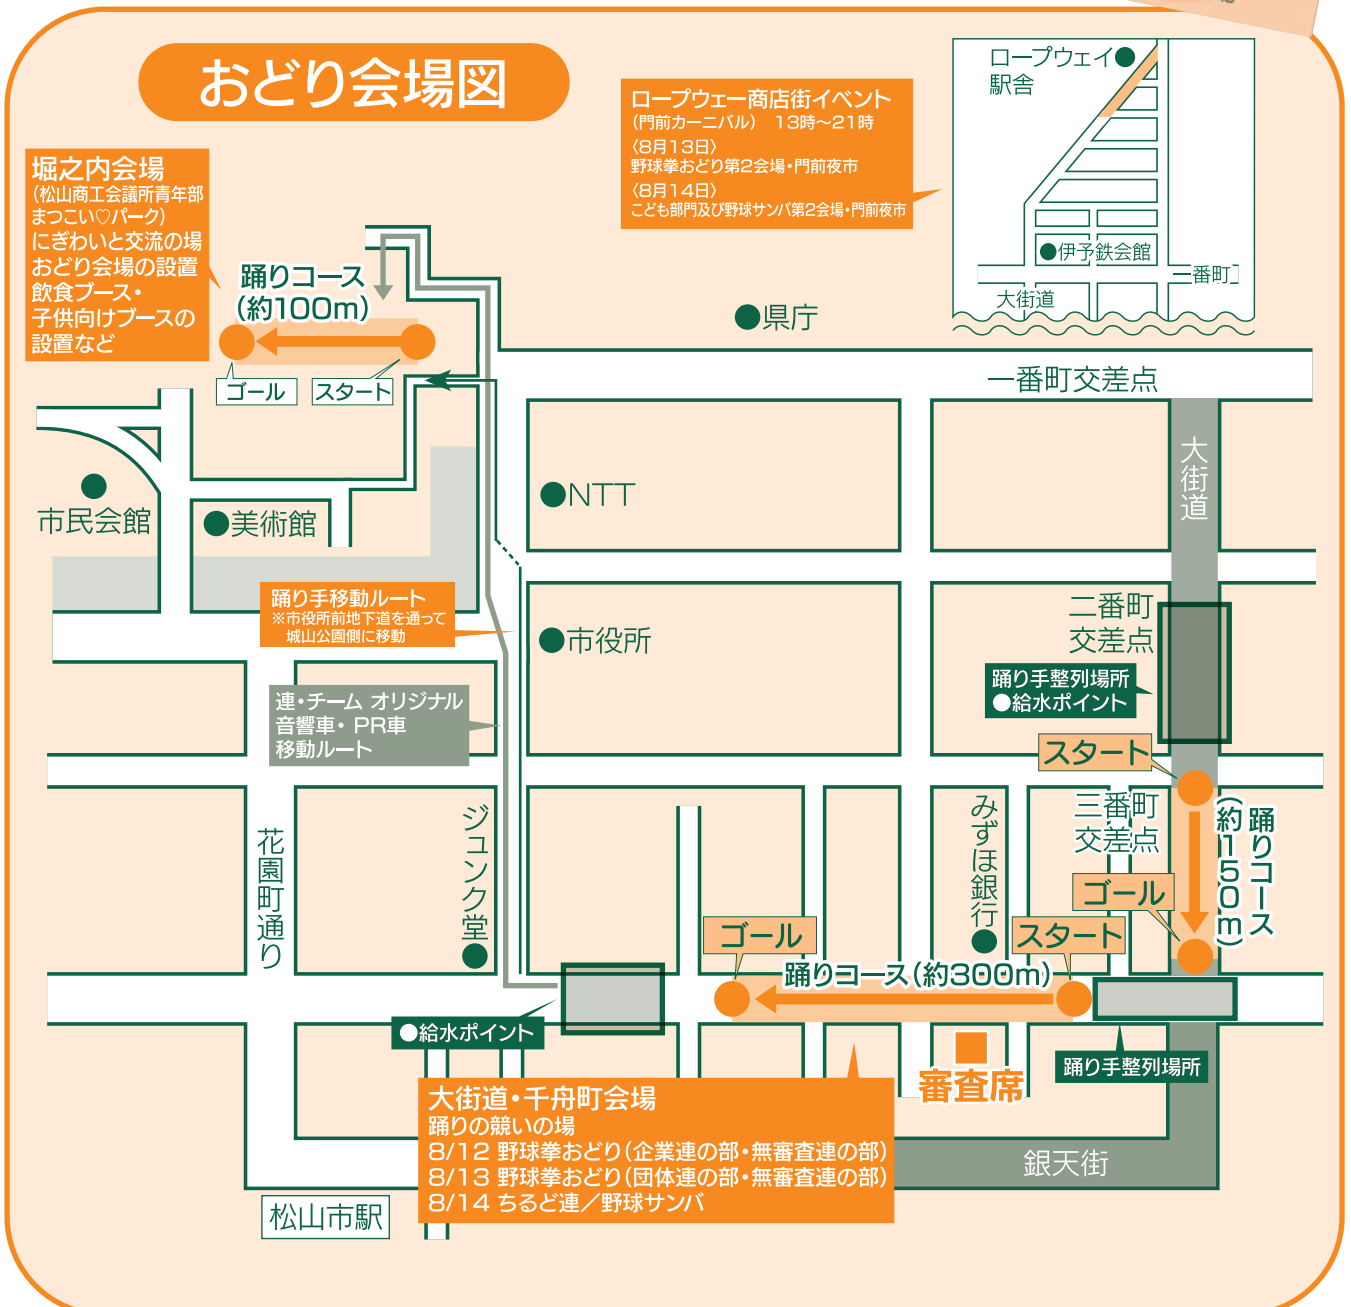 おどり会場図
堀之内会場
（松山商工会議所青年部
まつこい♡パーク）
にぎわいと交流の場
おどり会場の設置
飲食ブース・
子供向けブースの
設置など
ロープウェー商店街イベント
（門前カーニバル）　13時〜21時
〈8月13日〉
野球拳おどり第2会場・門前夜市
〈8月14日〉
こども部門及び野球サンバ第2会場・門前夜市
ロープウェイ●
駅舎
●伊予鉄会館
一番町
大街道
踊りコース
（約100m）
ゴール
スタート
●県庁
一番町交差点
大街道
●NTT
市民会館
●美術館
踊り手移動ルート
※市役所前地下道を通って
城山公園側に移動
●市役所
二番町
交差点
踊り手整列場所
●給水ポイント
連・チーム オリジナル
音響車・ PR車
移動ルート
スタート
三番町
交差点
踊りコース
（約150m）
ゴール
花園町通り
ジュンク堂●
みずほ銀行●
ゴール
スタート
踊りコース（約300m）
●給水ポイント
踊り手整列場所
審査席
大街道・千舟町会場
踊りの競いの場
8/12 野球拳おどり（企業連の部・無審査連の部）
8/13 野球拳おどり（団体連の部・無審査連の部）
8/14 ちるど連／野球サンバ
銀天街
松山市駅